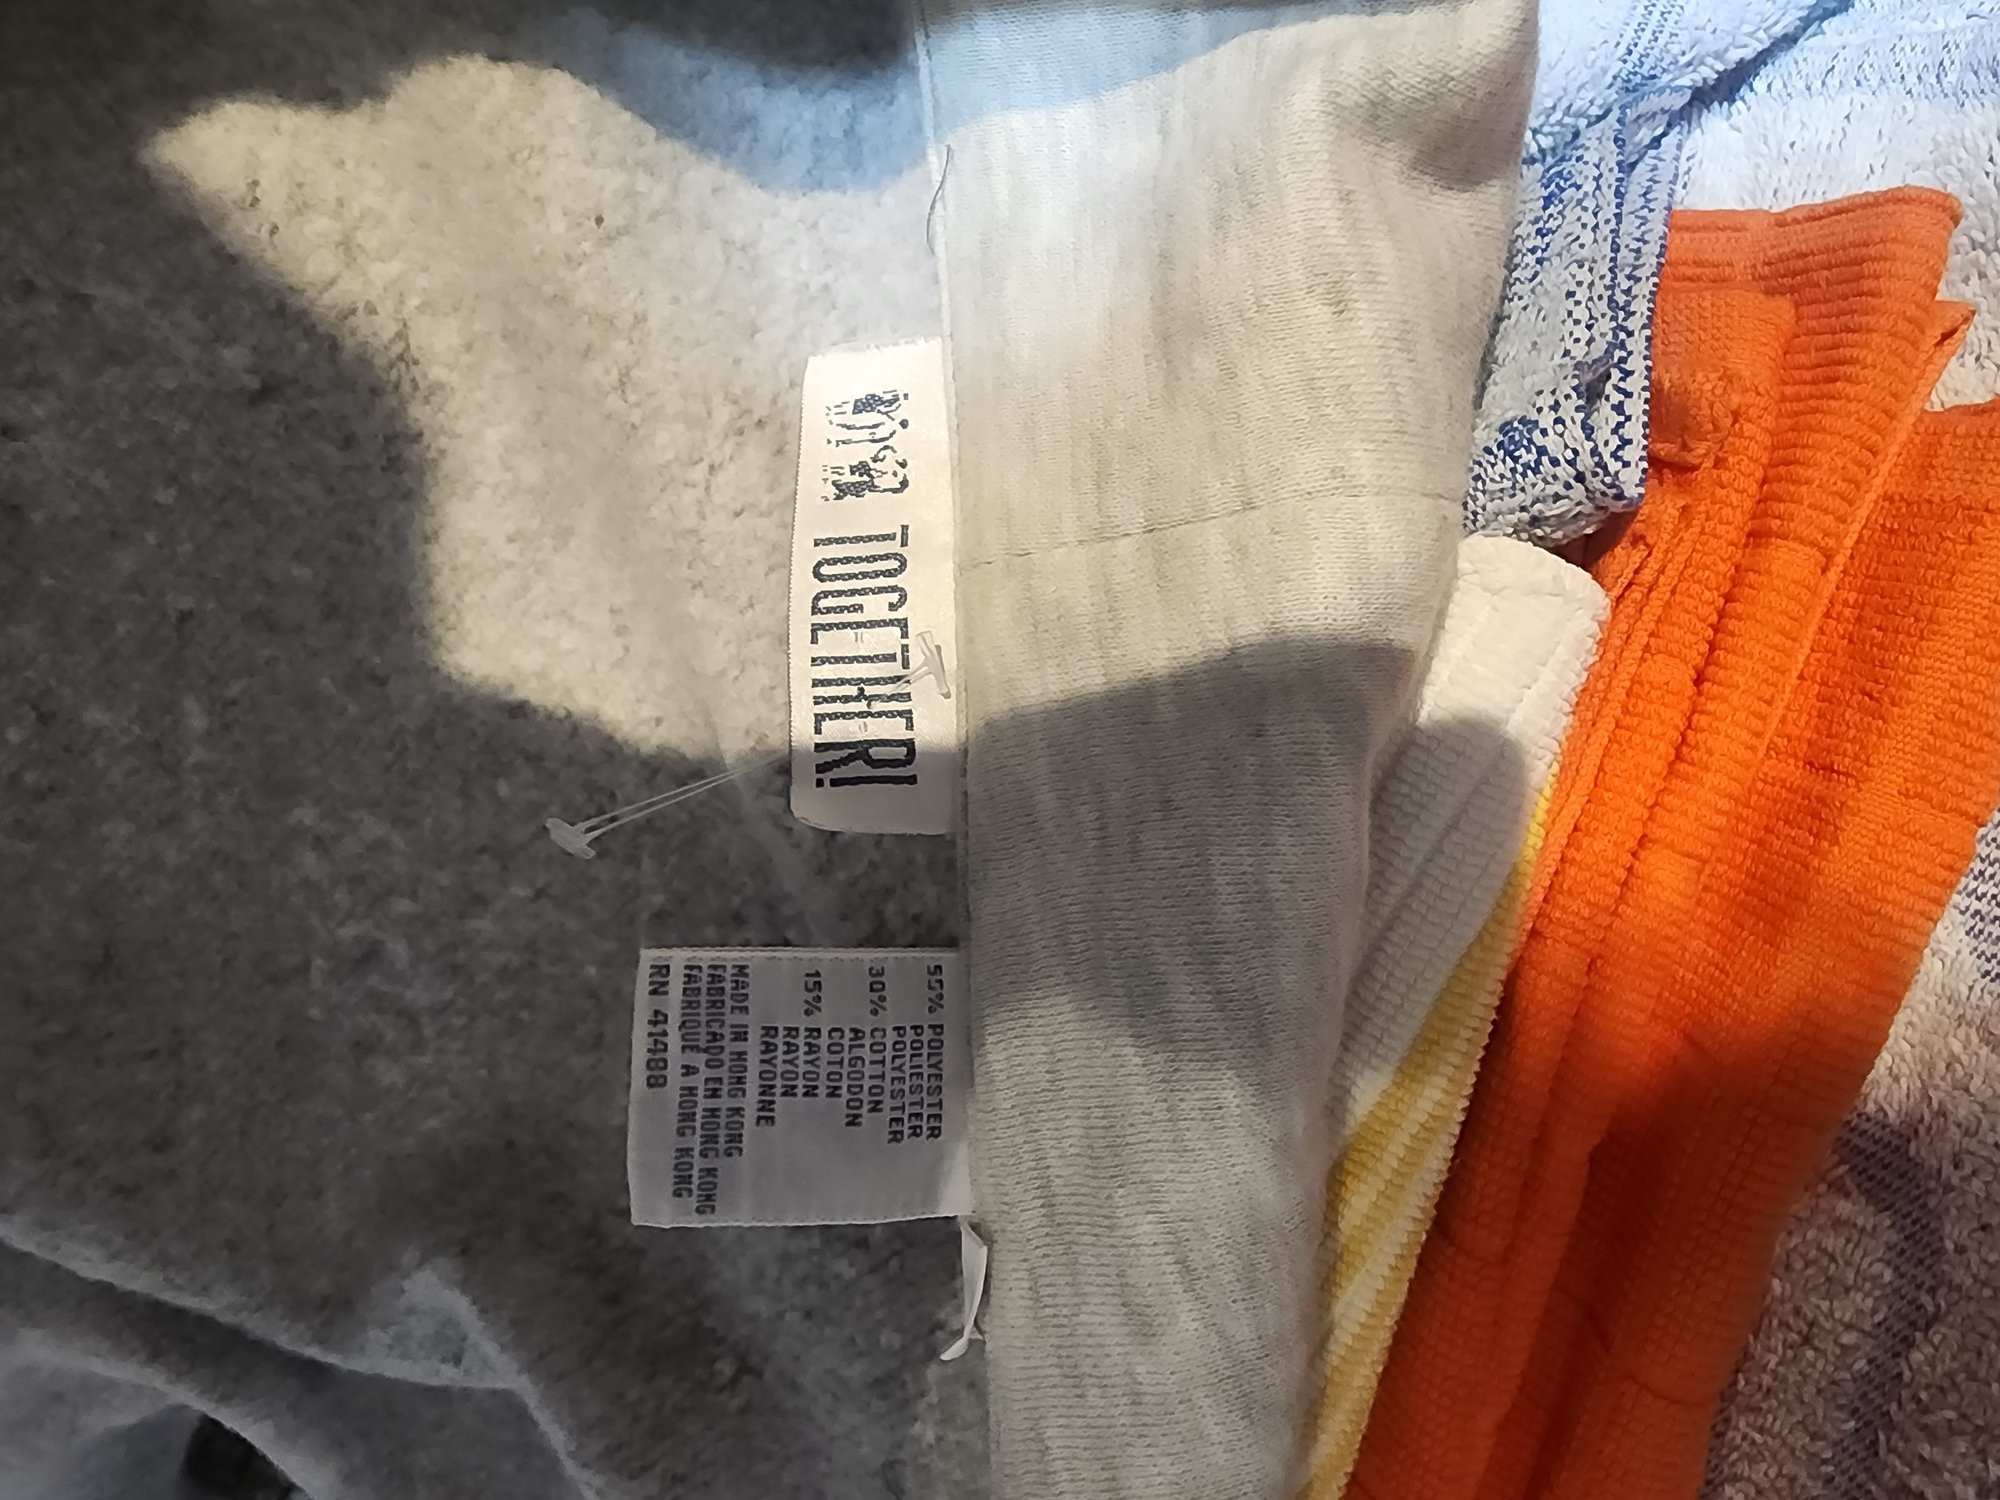 TOGETHER!
55% POLYESTER
POLIESTER
POLYESTER
30% COTTON
ALGODON
COTON
15% RAYON
RAYON
RAYONNE
MADE IN HONG KONG
FABRICADO EN HONG KONG
FABRIQUÉ A HONG KONG
RN 41488